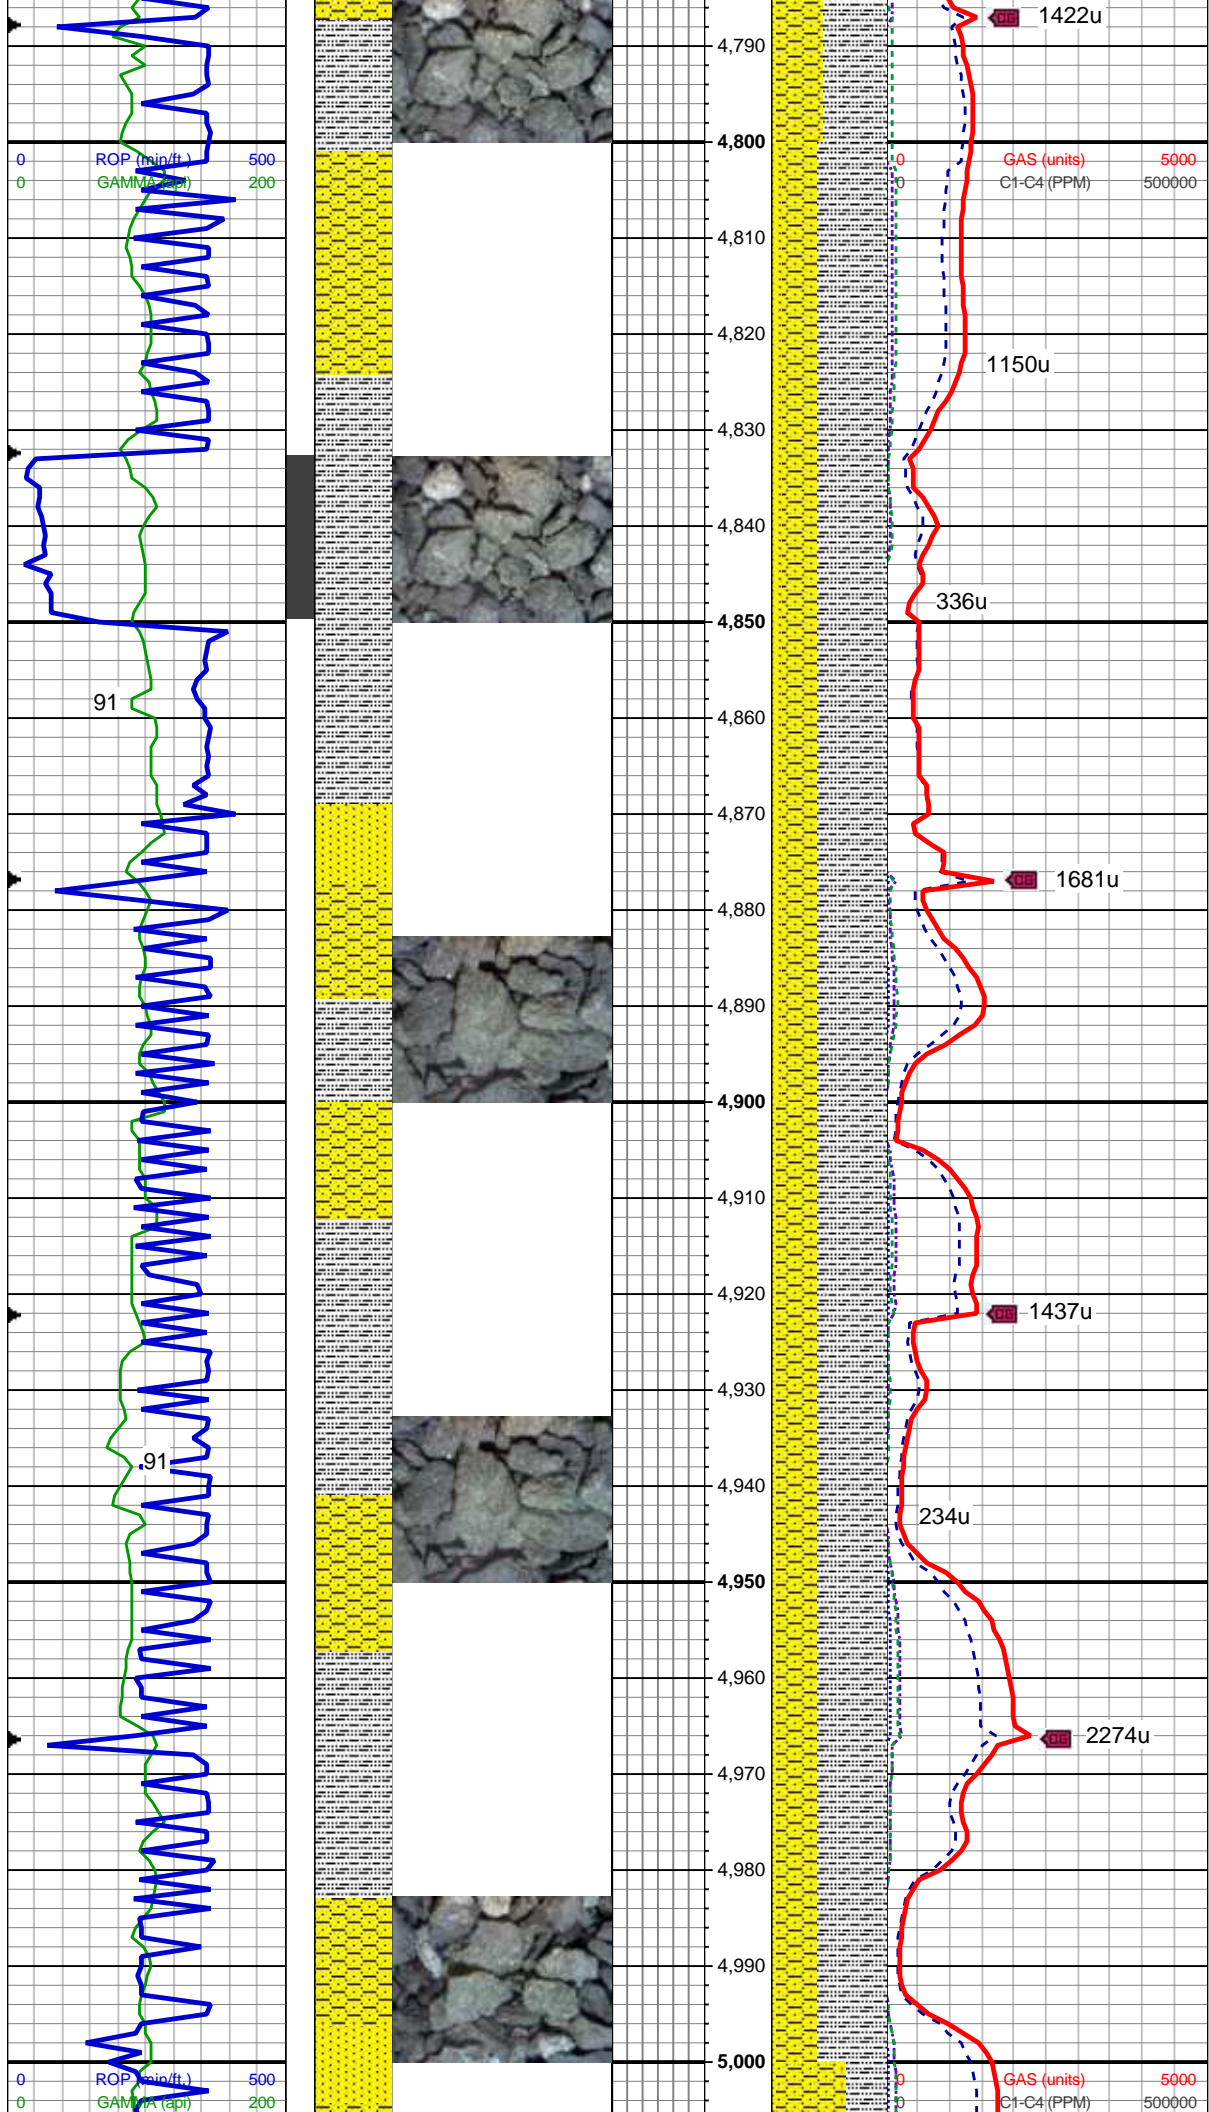 CG 1422u
4,790
4,800
0 ROP (min/ft.) 500
0 GAMMA (api) 200
0 GAS (units) 5000
0 C1-C4 (PPM) 500000
4,810
4,820
1150u
4,830
4,840
336u
4,850
91
4,860
4,870
CG 1681u
4,880
4,890
4,900
4,910
4,920
CG 1437u
4,930
91
4,940
234u
4,950
4,960
CG 2274u
4,970
4,980
4,990
5,000
0 ROP (min/ft.) 500
0 GAMMA (api) 200
0 GAS (units) 5000
0 C1-C4 (PPM) 500000